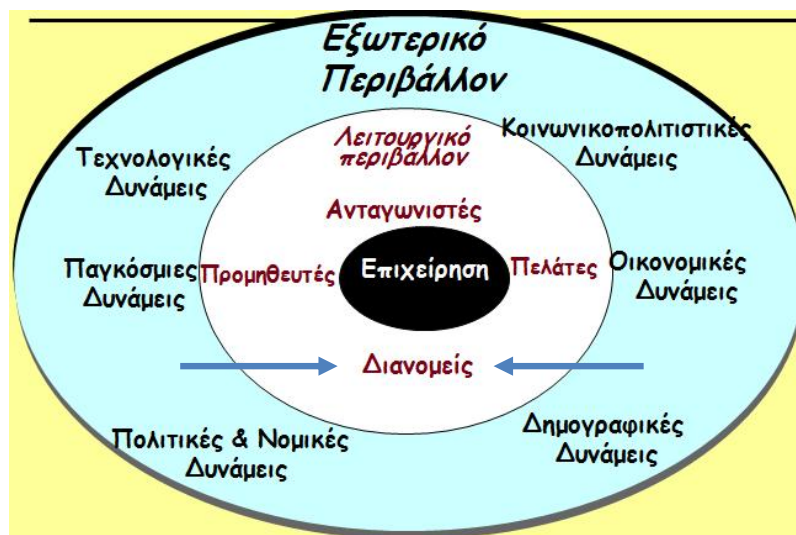 Εξωτερικό
Περιβάλλον
Λειτουργικό
περιβάλλον
Κοινωνικοπολιτιστικές
Δυνάμεις
Τεχνολογικές
Δυνάμεις
Ανταγωνιστές
Παγκόσμιες
Δυνάμεις
Προμηθευτές
Επιχείρηση
Πελάτες
Οικονομικές
Δυνάμεις
Διανομείς
Πολιτικές & Νομικές
Δυνάμεις
Δημογραφικές
Δυνάμεις